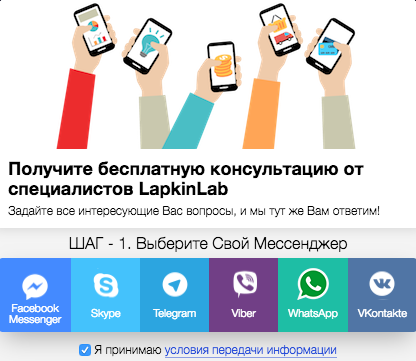 Получите бесплатную консультацию от
специалистов LapkinLab
Задайте все интересующие Вас вопросы, и мы тут же Вам ответим!
ШАГ - 1. Выберите Свой Мессенджер
Facebook Messenger
Skype
Telegram
Viber
WhatsApp
VKontakte
Я принимаю условия передачи информации